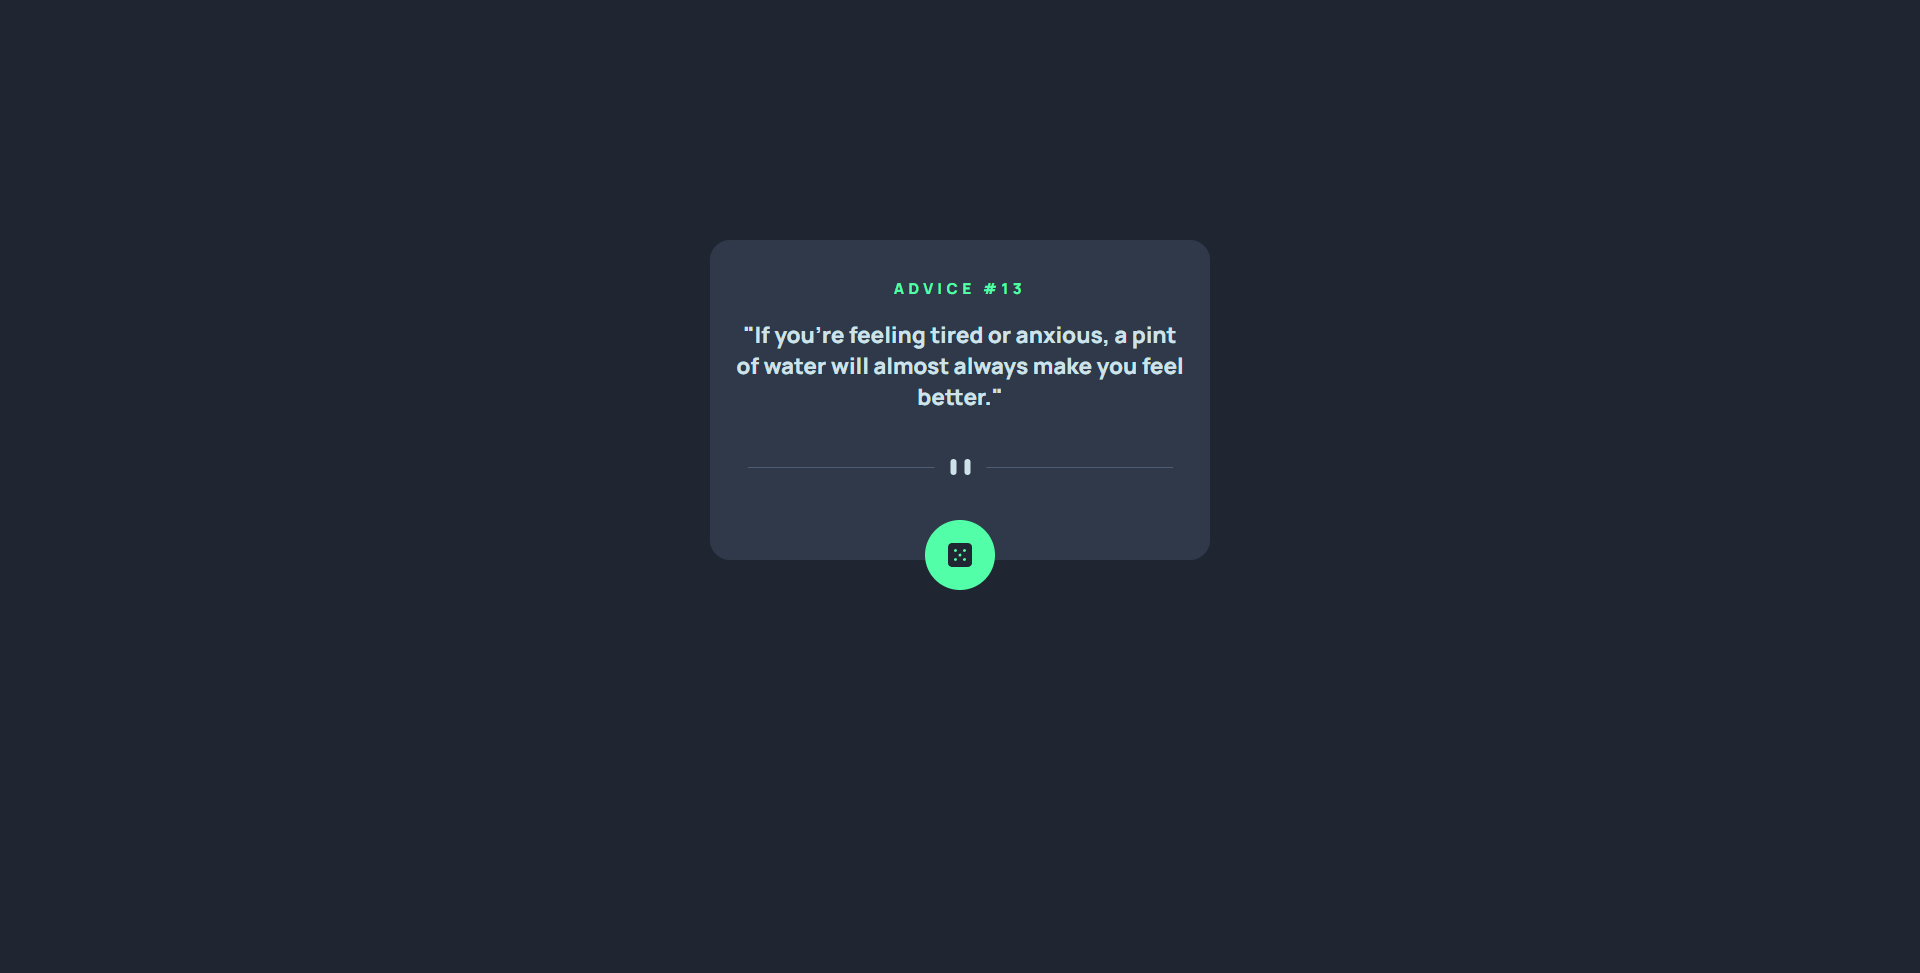 ADVICE #13
"If you're feeling tired or anxious, a pint
of water will almost always make you feel
better."